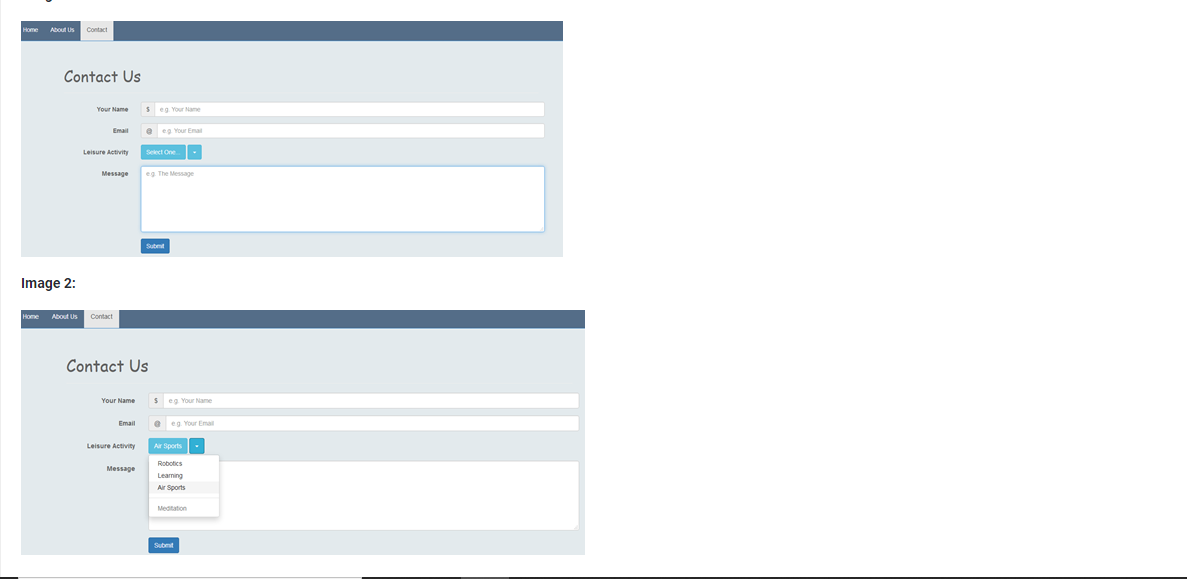 Home About Us Contact
Contact Us
Your Name $ e.g. Your Name
Email @ e.g. Your Email
Leisure Activity Select One...
Message e.g. The Message
Submit
Image 2:
Home About Us Contact
Contact Us
Your Name $ e.g. Your Name
Email @ e.g. Your Email
Leisure Activity Air Sports
Robotics
Message
Learning
Air Sports
Meditation
Submit